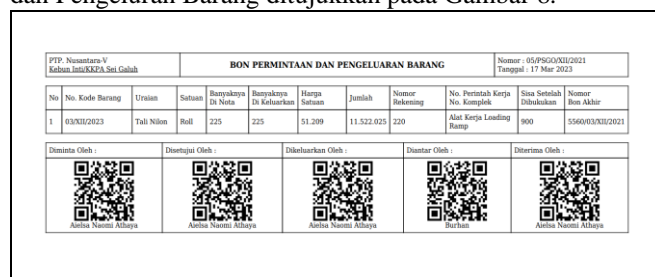 dan Pengeluran Barang ditujukkan pada Gambar 8.
PTP. Nusantara-V
Kebun Inti/KKPA Sei Galuh
BON PERMINTAAN DAN PENGELUARAN BARANG
Nomor : 05/PSGO/XII/2021
Tanggal : 17 Mar 2023
No No. Kode Barang Uraian Satuan Banyaknya Di Nota Banyaknya Di Keluarkan Harga Satuan Jumlah Nomor Rekening No. Perintah Kerja No. Komplek Sisa Setelah Dibukukan Nomor Bon Akhir
1 03/XII/2023 Tali Nilon Roll 225 225 51.209 11.522.025 220 Alat Kerja Loading Ramp 900 5560/03/XII/2021
Diminta Oleh : Disetujui Oleh : Dikeluarkan Oleh : Diantar Oleh : Diterima Oleh :
Aielsa Naomi Athaya Aielsa Naomi Athaya Aielsa Naomi Athaya Burhan Aielsa Naomi Athaya